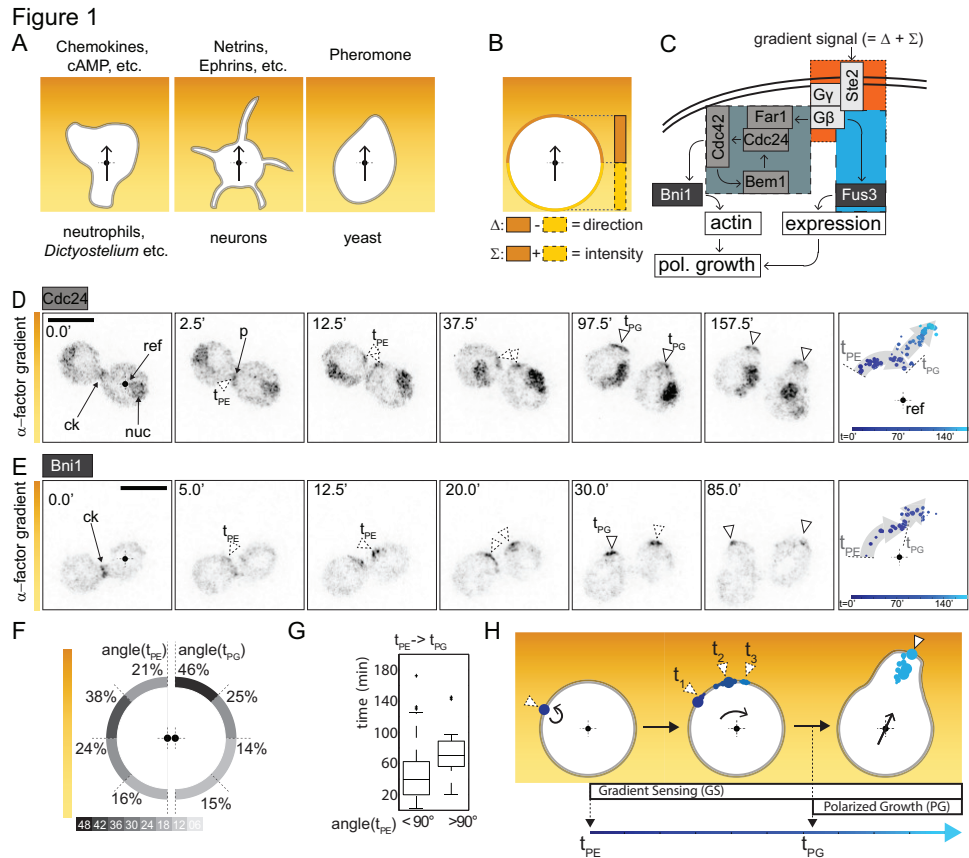 Figure 1
A
Chemokines,
cAMP, etc.
Netrins,
Ephrins, etc.
Pheromone
neutrophils,
Dictyostelium etc.
neurons
yeast
B
Δ: - = direction
Σ: + = intensity
C
gradient signal (= Δ + Σ)
Ste2
Gγ
Gβ
Far1
Cdc24
Cdc42
Bem1
Bni1
Fus3
actin
expression
pol. growth
D
Cdc24
α−factor gradient
0.0'
ref
ck
nuc
2.5'
p
tPE
12.5'
tPE
37.5'
97.5'
tPG
tPG
157.5'
tPE
tPG
ref
t=0' 70' 140'
E
Bni1
α−factor gradient
0.0'
ck
5.0'
tPE
12.5'
tPE
20.0'
30.0'
tPG
85.0'
tPE
tPG
t=0' 70' 140'
F
angle(tPE) angle(tPG)
21% 46%
38% 25%
24% 14%
16% 15%
48 42 36 30 24 18 12 06
G
tPE-> tPG
time (min)
180
140
100
60
20
angle(tPE) < 90° >90°
H
t1
t2
t3
Gradient Sensing (GS)
Polarized Growth (PG)
tPE
tPG